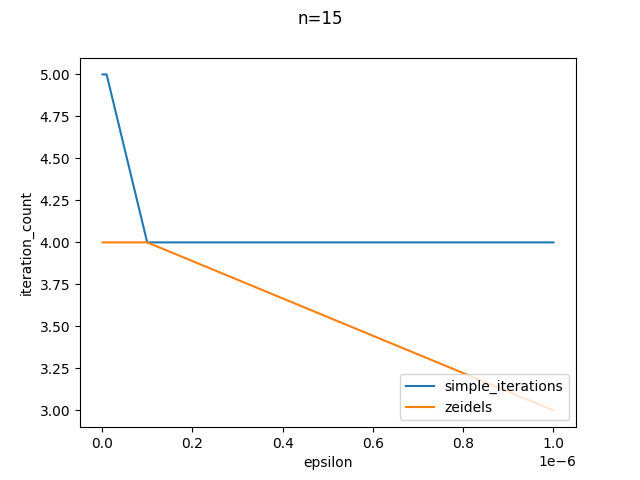 n=15
5.00
4.75
4.50
4.25
4.00
3.75
3.50
3.25
3.00
iteration_count
simple_iterations
zeidels
0.0 0.2 0.4 0.6 0.8 1.0
1e−6
epsilon